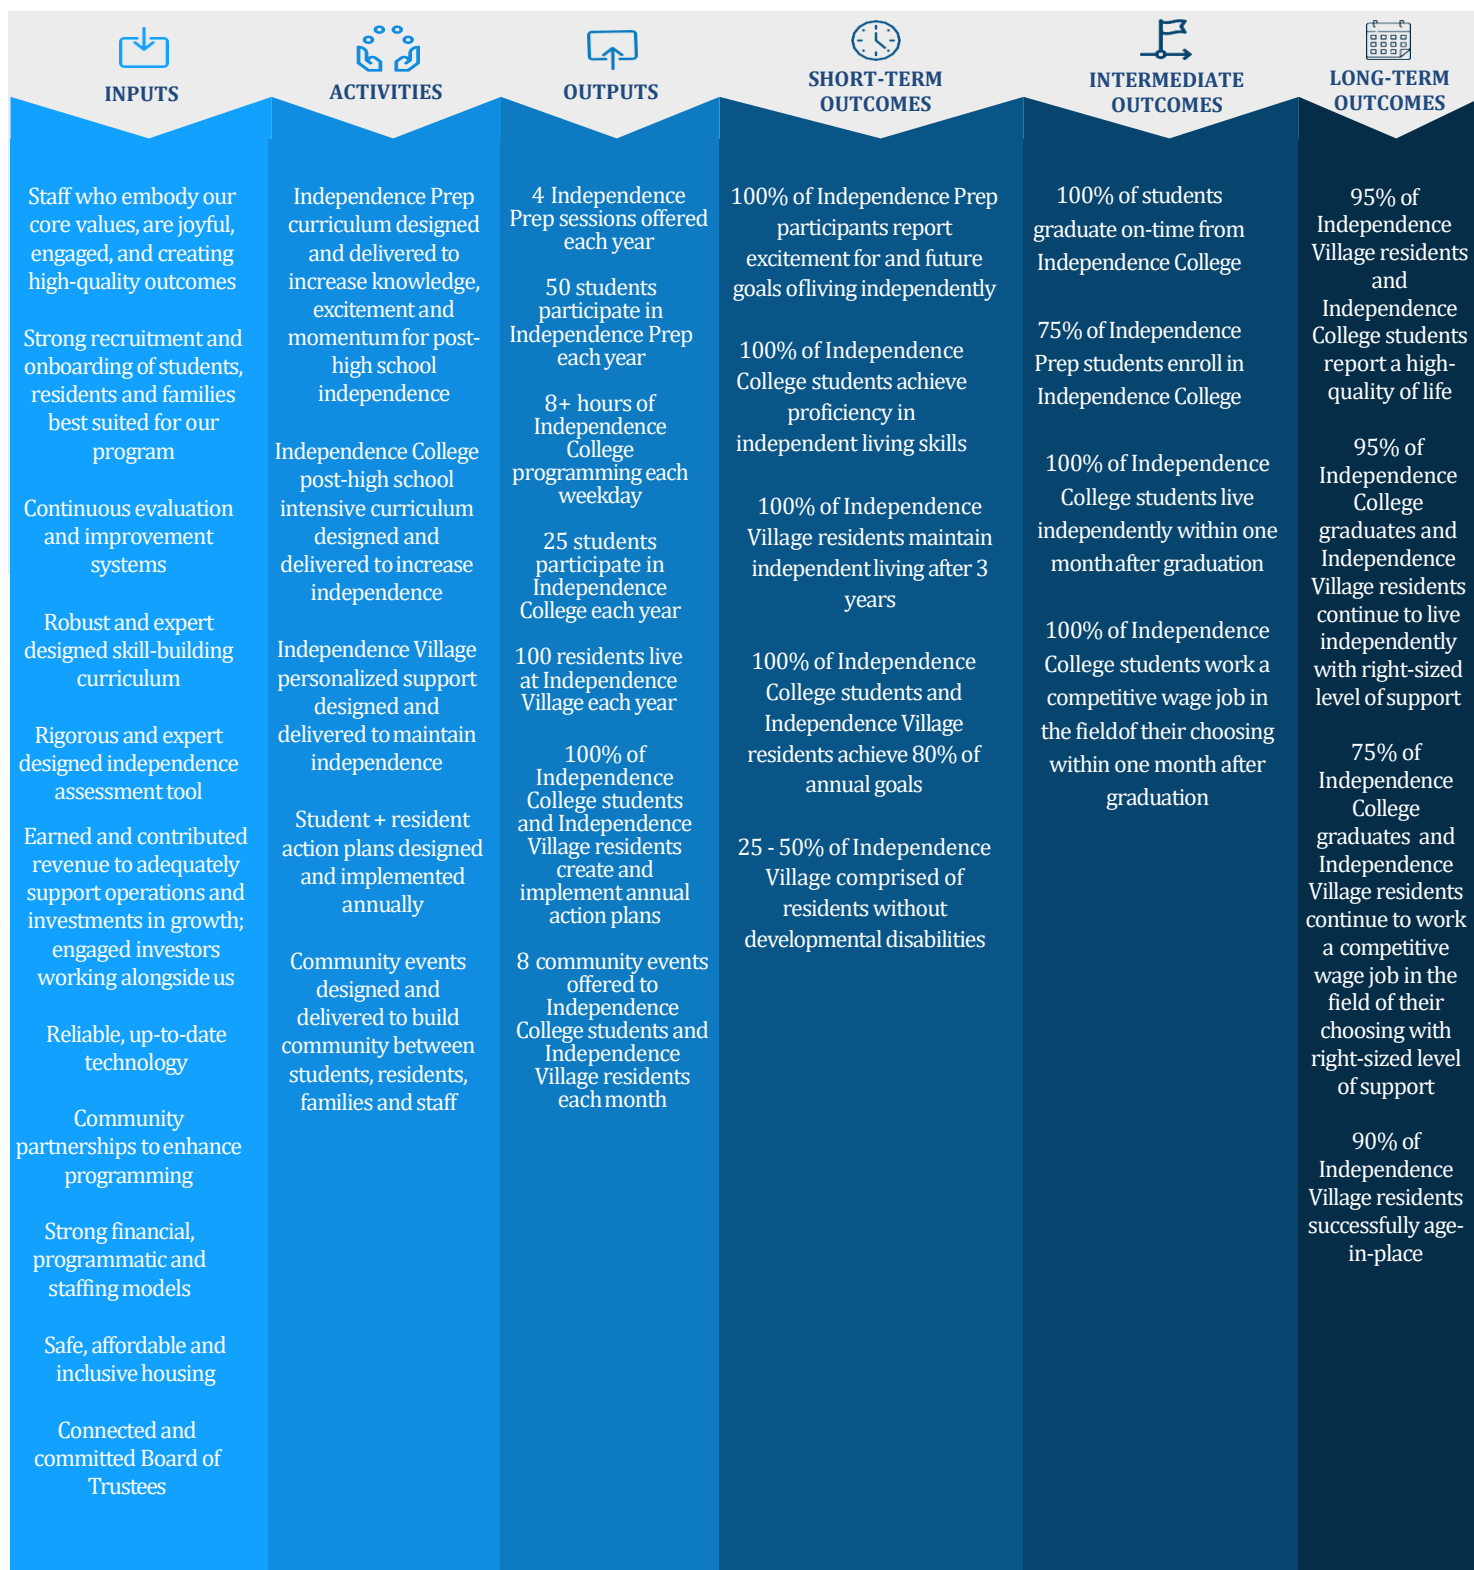 INPUTS
Staff who embody our
core values, are joyful,
engaged, and creating
high-quality outcomes
Strong recruitment and
onboarding of students,
residents and families
best suited for our
program
Continuous evaluation
and improvement
systems
Robust and expert
designed skill-building
curriculum
Rigorous and expert
designed independence
assessment tool
Earned and contributed
revenue to adequately
support operations and
investments in growth;
engaged investors
working alongside us
Reliable, up-to-date
technology
Community
partnerships to enhance
programming
Strong financial,
programmatic and
staffing models
Safe, affordable and
inclusive housing
Connected and
committed Board of
Trustees
ACTIVITIES
Independence Prep
curriculum designed
and delivered to
increase knowledge,
excitement and
momentum for post-
high school
independence
Independence College
post-high school
intensive curriculum
designed and
delivered to increase
independence
Independence Village
personalized support
designed and
delivered to maintain
independence
Student + resident
action plans designed
and implemented
annually
Community events
designed and
delivered to build
community between
students, residents,
families and staff
OUTPUTS
4 Independence
Prep sessions offered
each year
50 students
participate in
Independence Prep
each year
8+ hours of
Independence
College
programming each
weekday
25 students
participate in
Independence
College each year
100 residents live
at Independence
Village each year
100% of
Independence
College students
and Independence
Village residents
create and
implement annual
action plans
8 community events
offered to
Independence
College students and
Independence
Village residents
each month
SHORT-TERM
OUTCOMES
100% of Independence Prep
participants report
excitement for and future
goals ofliving independently
100% of Independence
College students achieve
proficiency in
independent living skills
100% of Independence
Village residents maintain
independent living after 3
years
100% of Independence
College students and
Independence Village
residents achieve 80% of
annual goals
25 - 50% of Independence
Village comprised of
residents without
developmental disabilities
INTERMEDIATE
OUTCOMES
100% of students
graduate on-time from
Independence College
75% of Independence
Prep students enroll in
Independence College
100% of Independence
College students live
independently within one
month after graduation
100% of Independence
College students work a
competitive wage job in
the fieldof their choosing
within one month after
graduation
LONG-TERM
OUTCOMES
95% of
Independence
Village residents
and
Independence
College students
report a high-
quality of life
95% of
Independence
College
graduates and
Independence
Village residents
continue to live
independently
with right-sized
level of support
75% of
Independence
College
graduates and
Independence
Village residents
continue to work
a competitive
wage job in the
field of their
choosing with
right-sized level
of support
90% of
Independence
Village residents
successfully age-
in-place